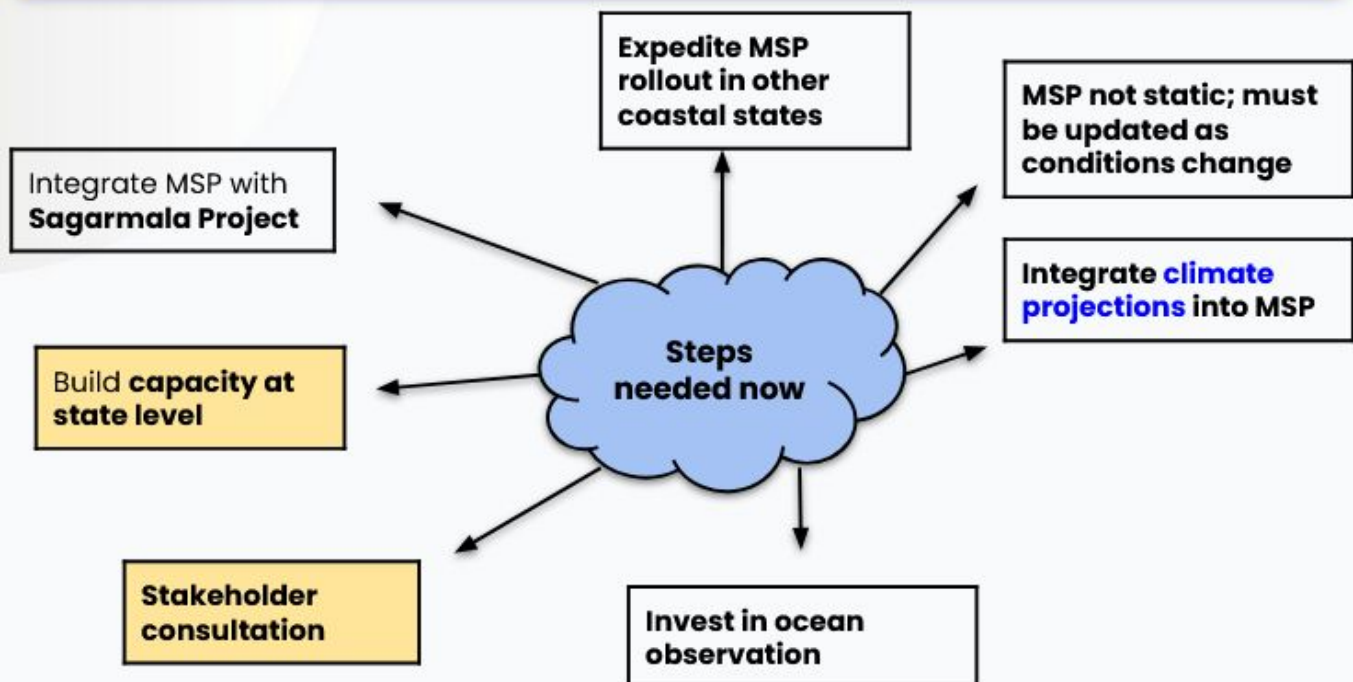 Expedite MSP
rollout in other
coastal states
MSP not static; must
be updated as
conditions change
Integrate MSP with
Sagarmala Project
Integrate climate
projections into MSP
Steps
needed now
Build capacity at
state level
Stakeholder
consultation
Invest in ocean
observation